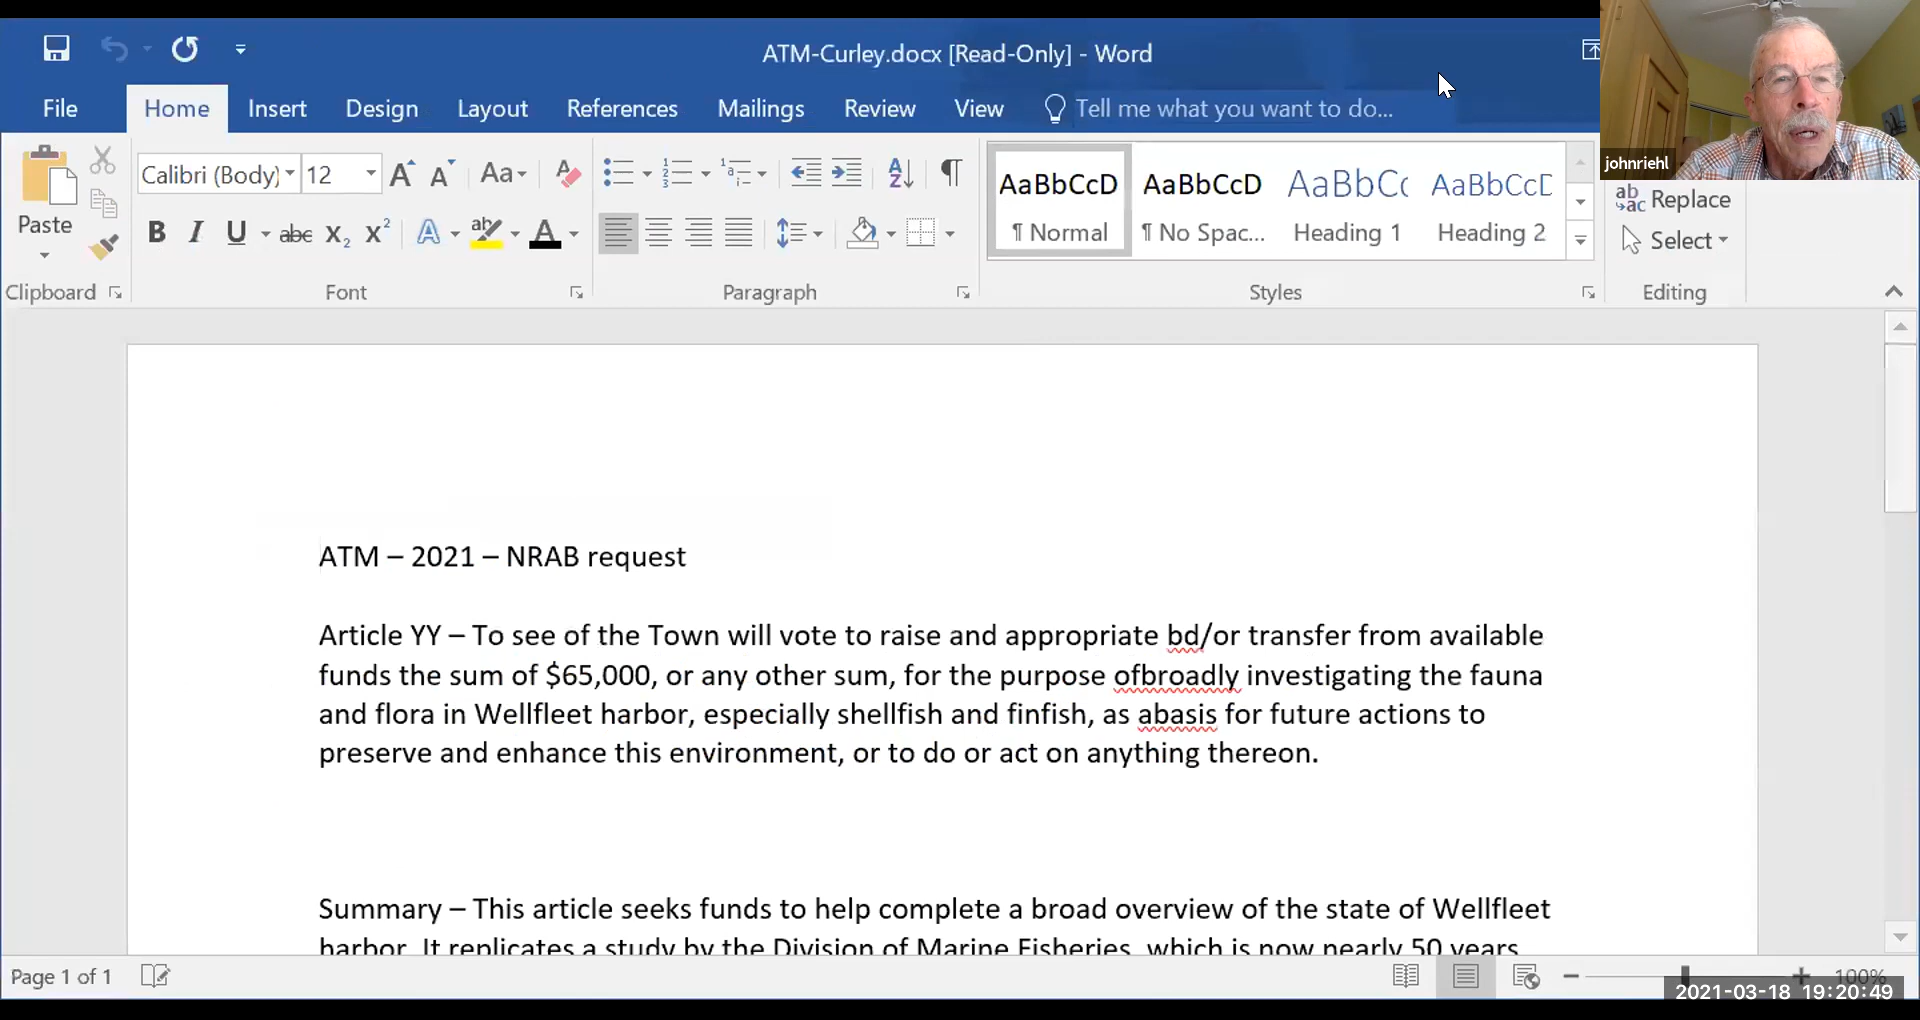 ATM-Curley.docx [Read-Only] - Word
File Home Insert Design Layout References Mailings Review View Tell me what you want to do...
johnriehl
Calibri (Body) 12 Aa
AaBbCcD AaBbCcD AaBbCc AaBbCcD
Replace
Paste
B I U abc X2 X2 A ab A
¶ Normal ¶ No Spac... Heading 1 Heading 2
Select
Clipboard Font Paragraph Styles Editing
ATM – 2021 – NRAB request
Article YY – To see of the Town will vote to raise and appropriate bd/or transfer from available
funds the sum of $65,000, or any other sum, for the purpose ofbroadly investigating the fauna
and flora in Wellfleet harbor, especially shellfish and finfish, as abasis for future actions to
preserve and enhance this environment, or to do or act on anything thereon.
Summary – This article seeks funds to help complete a broad overview of the state of Wellfleet
harbor. It replicates a study by the Division of Marine Fisheries, which is now nearly 50 years
Page 1 of 1
100%
2021-03-18 19:20:49